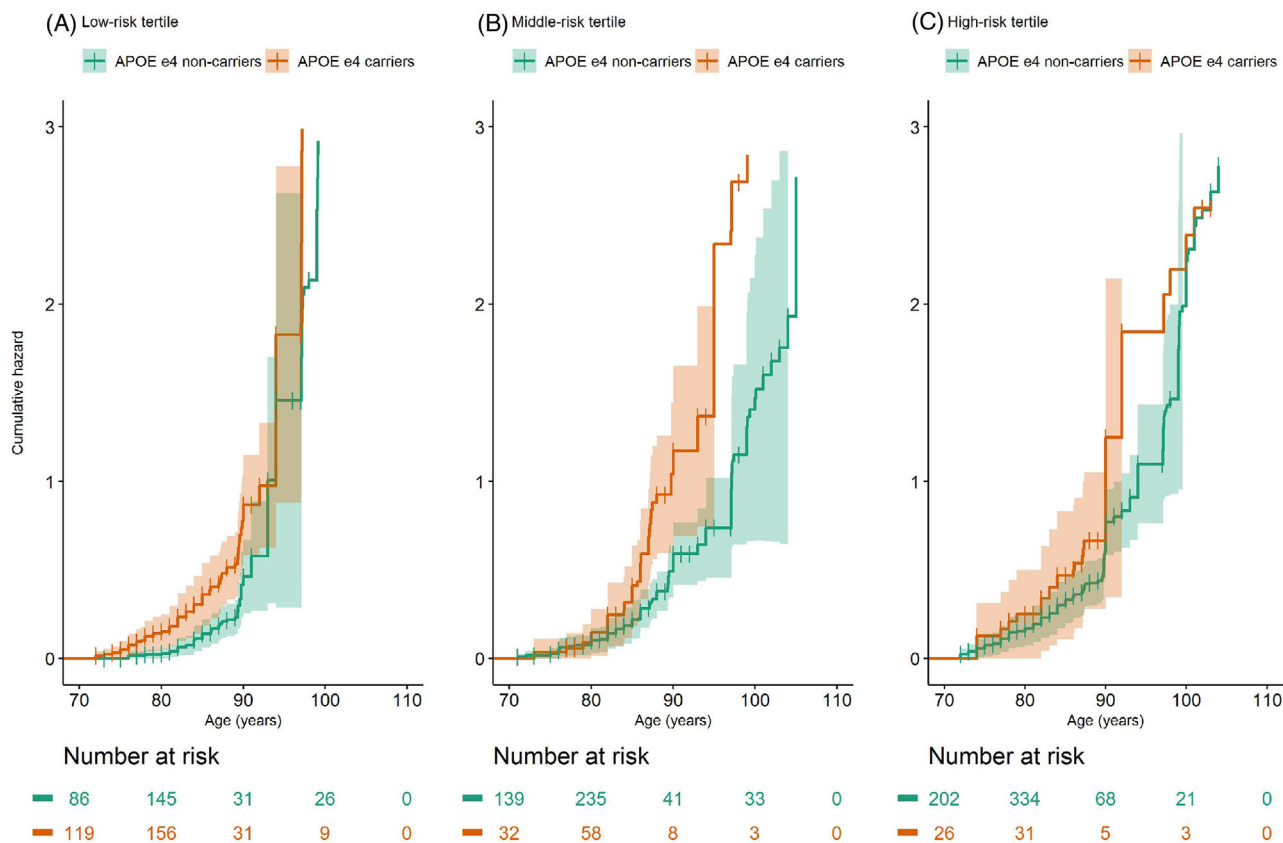 (A) Low-risk tertile
APOE e4 non-carriers APOE e4 carriers
(B) Middle-risk tertile
APOE e4 non-carriers APOE e4 carriers
(C) High-risk tertile
APOE e4 non-carriers APOE e4 carriers
Cumulative hazard
3
2
1
0
70 80 90 100 110
Age (years)
3
2
1
0
70 80 90 100 110
Age (years)
3
2
1
0
70 80 90 100 110
Age (years)
Number at risk
86 145 31 26 0
119 156 31 9 0
Number at risk
139 235 41 33 0
32 58 8 3 0
Number at risk
202 334 68 21 0
26 31 5 3 0